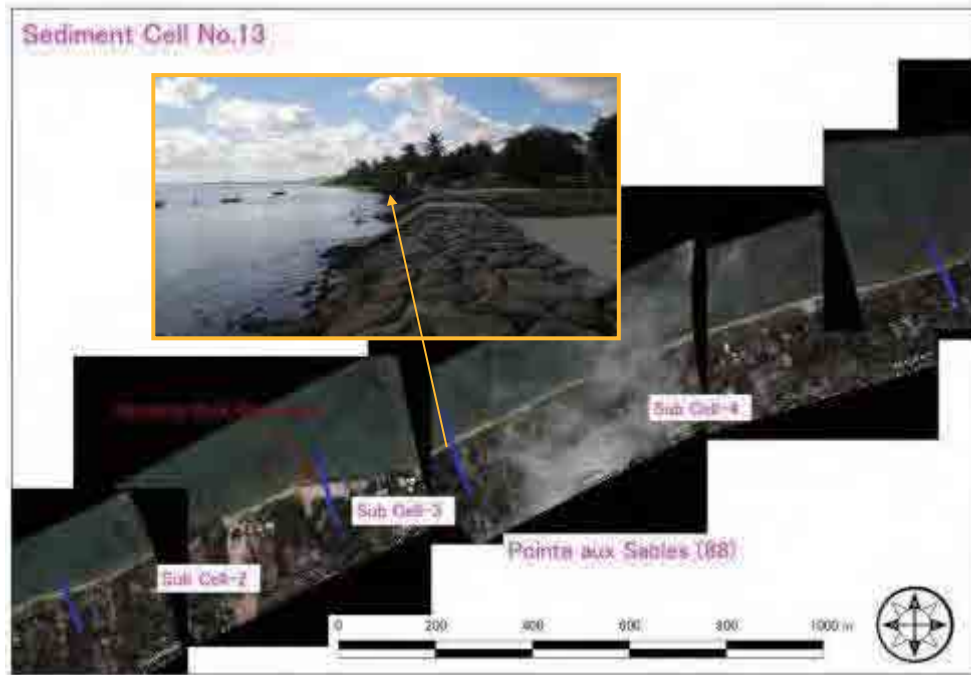 Sediment Cell No.13
Sub Cell-4
Sub Cell-3
Pointe aux Sables (88)
Sub Cell-2
0 200 400 600 800 1000 m